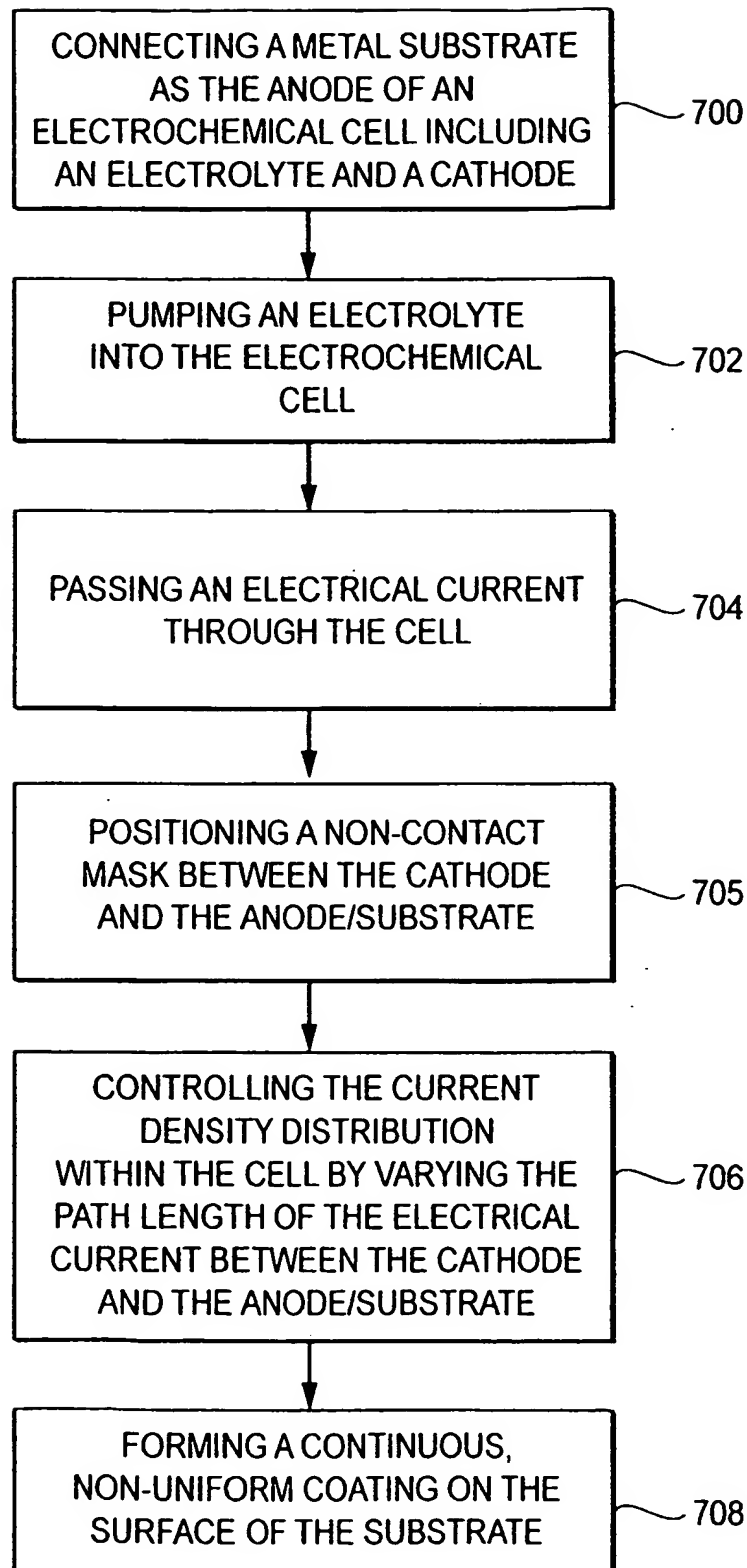 CONNECTING A METAL SUBSTRATE
AS THE ANODE OF AN
ELECTROCHEMICAL CELL INCLUDING
AN ELECTROLYTE AND A CATHODE
700
PUMPING AN ELECTROLYTE
INTO THE ELECTROCHEMICAL
CELL
702
PASSING AN ELECTRICAL CURRENT
THROUGH THE CELL
704
POSITIONING A NON-CONTACT
MASK BETWEEN THE CATHODE
AND THE ANODE/SUBSTRATE
705
CONTROLLING THE CURRENT
DENSITY DISTRIBUTION
WITHIN THE CELL BY VARYING THE
PATH LENGTH OF THE ELECTRICAL
CURRENT BETWEEN THE CATHODE
AND THE ANODE/SUBSTRATE
706
FORMING A CONTINUOUS,
NON-UNIFORM COATING ON THE
SURFACE OF THE SUBSTRATE
708